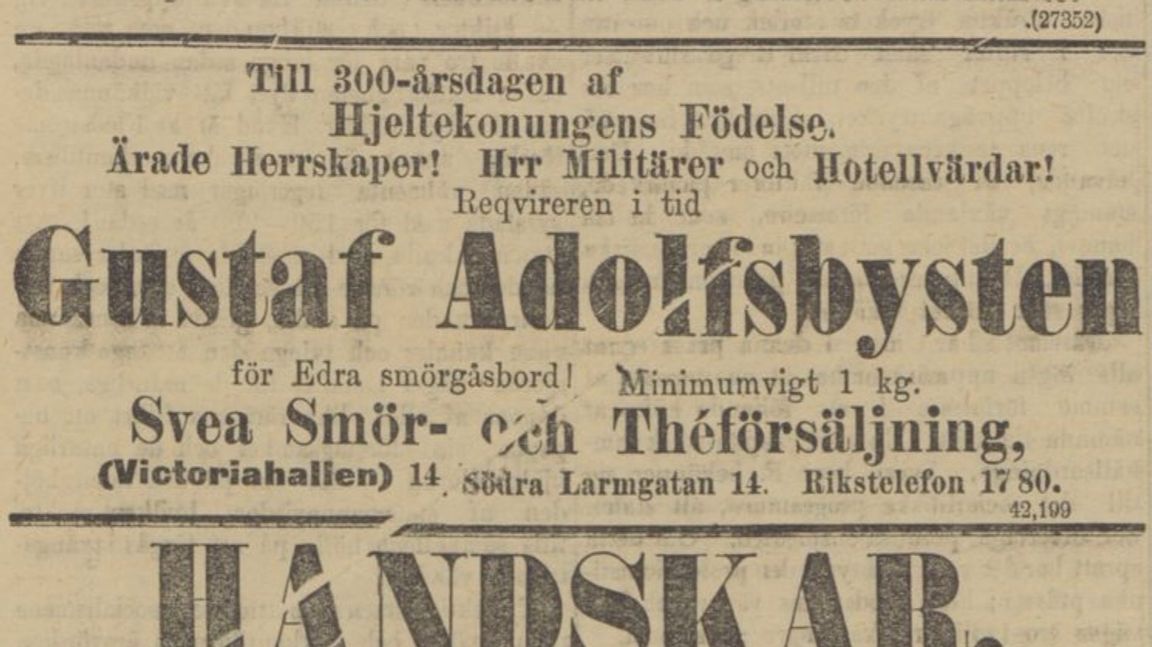 .(27352)
Till 300-årsdagen af
Hjeltekonungens Födelse.
Ärade Herrskaper! Hrr Militärer och Hotellvärdar!
Reqvireren i tid
Gustaf Adolfsbysten
för Edra smörgåsbord! Minimumvigt 1 kg.
Svea Smör- och Théförsäljning,
(Victoriahallen) 14 Södra Larmgatan 14. Rikstelefon 17 80.
42,199
HANDSKAR.